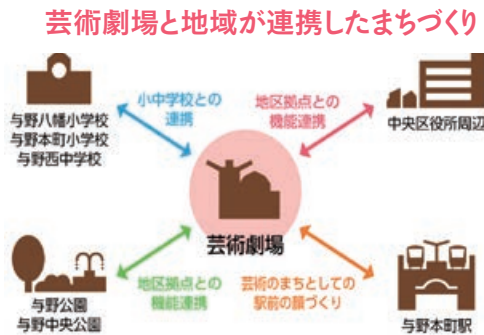 芸術劇場と地域が連携したまちづくり
与野八幡小学校
与野本町小学校
与野西中学校
小中学校との
連携
地区拠点との
機能連携
中央区役所周辺
芸術劇場
与野公園
与野中央公園
地区拠点との
機能連携
芸術のまちとしての
駅前の顔づくり
与野本町駅